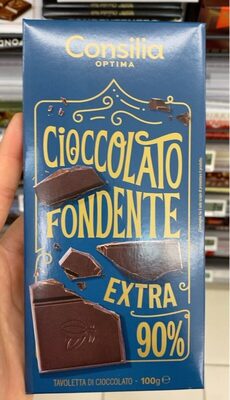 Consilia
OPTIMA
CIOCCOLATO
FONDENTE
EXTRA
90%
TAVOLETTA DI CIOCCOLATO - 100g e